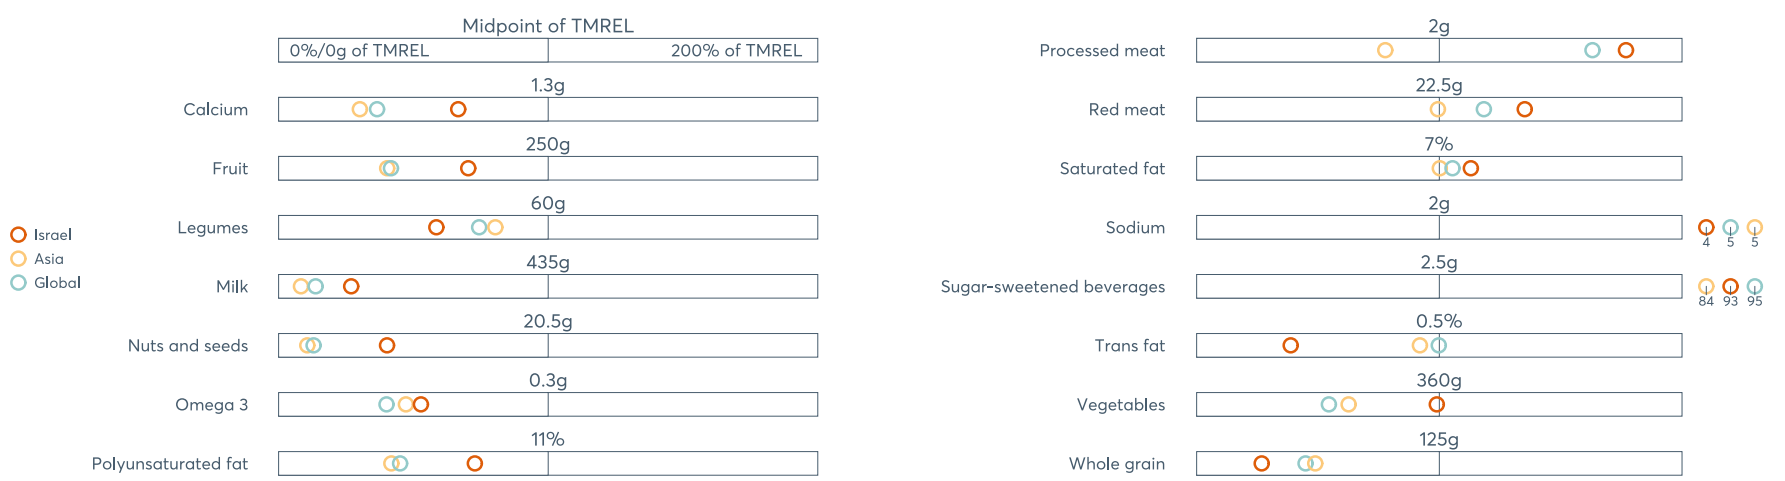 Midpoint of TMREL
0%/0g of TMREL 200% of TMREL
1.3g
Calcium
250g
Fruit
60g
Legumes
435g
Milk
20.5g
Nuts and seeds
0.3g
Omega 3
11%
Polyunsaturated fat
Israel
Asia
Global
2g
Processed meat
22.5g
Red meat
7%
Saturated fat
2g
Sodium
4 5 5
2.5g
Sugar-sweetened beverages
84 93 95
0.5%
Trans fat
360g
Vegetables
125g
Whole grain